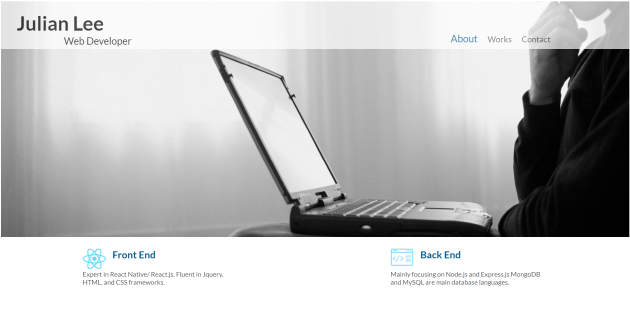 Julian Lee
Web Developer
About Works Contact
Front End
Expert in React Native/ React.js. Fluent in Jquery,
HTML, and CSS frameworks.
Back End
Mainly focusing on Node.js and Express.js MongoDB
and MySQL are main database languages.